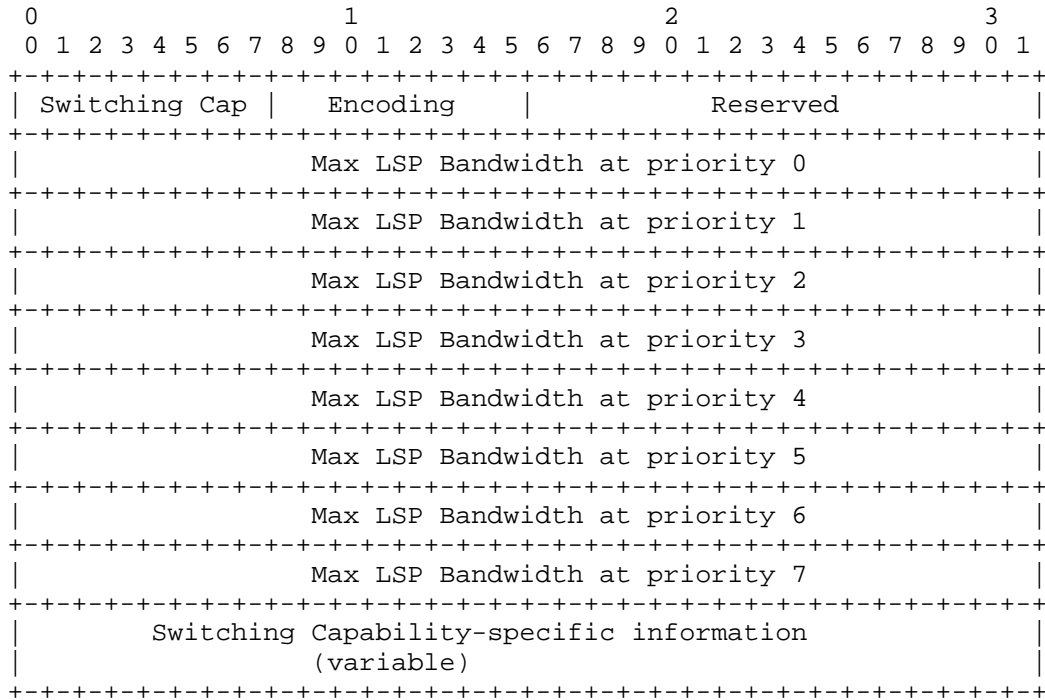 0                   1                   2                   3
 0 1 2 3 4 5 6 7 8 9 0 1 2 3 4 5 6 7 8 9 0 1 2 3 4 5 6 7 8 9 0 1
+-+-+-+-+-+-+-+-+-+-+-+-+-+-+-+-+-+-+-+-+-+-+-+-+-+-+-+-+-+-+-+-+
| Switching Cap |   Encoding    |           Reserved            |
+-+-+-+-+-+-+-+-+-+-+-+-+-+-+-+-+-+-+-+-+-+-+-+-+-+-+-+-+-+-+-+-+
|                  Max LSP Bandwidth at priority 0              |
+-+-+-+-+-+-+-+-+-+-+-+-+-+-+-+-+-+-+-+-+-+-+-+-+-+-+-+-+-+-+-+-+
|                  Max LSP Bandwidth at priority 1              |
+-+-+-+-+-+-+-+-+-+-+-+-+-+-+-+-+-+-+-+-+-+-+-+-+-+-+-+-+-+-+-+-+
|                  Max LSP Bandwidth at priority 2              |
+-+-+-+-+-+-+-+-+-+-+-+-+-+-+-+-+-+-+-+-+-+-+-+-+-+-+-+-+-+-+-+-+
|                  Max LSP Bandwidth at priority 3              |
+-+-+-+-+-+-+-+-+-+-+-+-+-+-+-+-+-+-+-+-+-+-+-+-+-+-+-+-+-+-+-+-+
|                  Max LSP Bandwidth at priority 4              |
+-+-+-+-+-+-+-+-+-+-+-+-+-+-+-+-+-+-+-+-+-+-+-+-+-+-+-+-+-+-+-+-+
|                  Max LSP Bandwidth at priority 5              |
+-+-+-+-+-+-+-+-+-+-+-+-+-+-+-+-+-+-+-+-+-+-+-+-+-+-+-+-+-+-+-+-+
|                  Max LSP Bandwidth at priority 6              |
+-+-+-+-+-+-+-+-+-+-+-+-+-+-+-+-+-+-+-+-+-+-+-+-+-+-+-+-+-+-+-+-+
|                  Max LSP Bandwidth at priority 7              |
+-+-+-+-+-+-+-+-+-+-+-+-+-+-+-+-+-+-+-+-+-+-+-+-+-+-+-+-+-+-+-+-+
|        Switching Capability-specific information              |
|                  (variable)                                   |
+-+-+-+-+-+-+-+-+-+-+-+-+-+-+-+-+-+-+-+-+-+-+-+-+-+-+-+-+-+-+-+-+